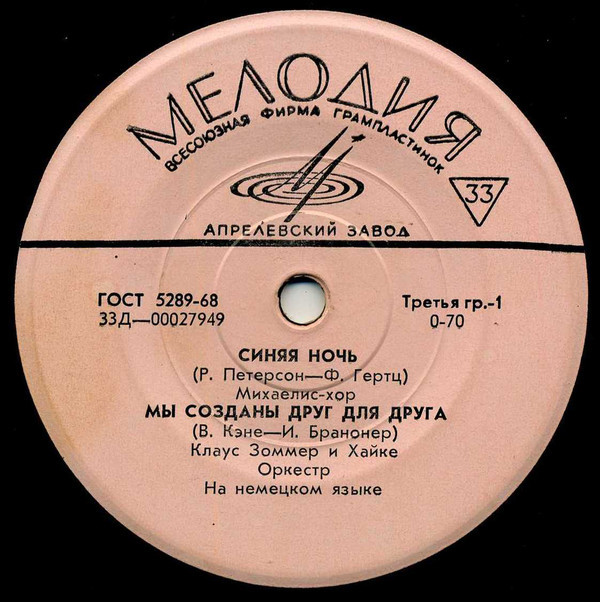 МЕЛОДИЯ
ВСЕСОЮЗНАЯ ФИРМА ГРАМПЛАСТИНОК
33
АПРЕЛЕВСКИЙ ЗАВОД
ГОСТ 5289-68
Третья гр.-1
33Д—00027949
0-70
СИНЯЯ НОЧЬ
(Р. Петерсон—Ф. Гертц)
Михаелис-хор
МЫ СОЗДАНЫ ДРУГ ДЛЯ ДРУГА
(В. Кэне—И. Бранонер)
Клаус Зоммер и Хайке
Оркестр
На немецком языке